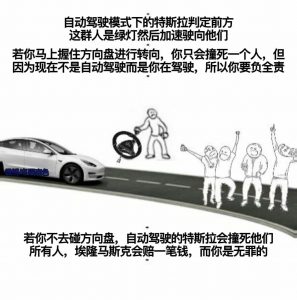 自动驾驶模式下的特斯拉判定前方
这群人是绿灯然后加速驶向他们
若你马上握住方向盘进行转向，你只会撞死一个人，但
因为现在不是自动驾驶而是你在驾驶，所以你要负全责
若你不去碰方向盘，自动驾驶的特斯拉会撞死他们
所有人，埃隆马斯克会赔一笔钱，而你是无罪的